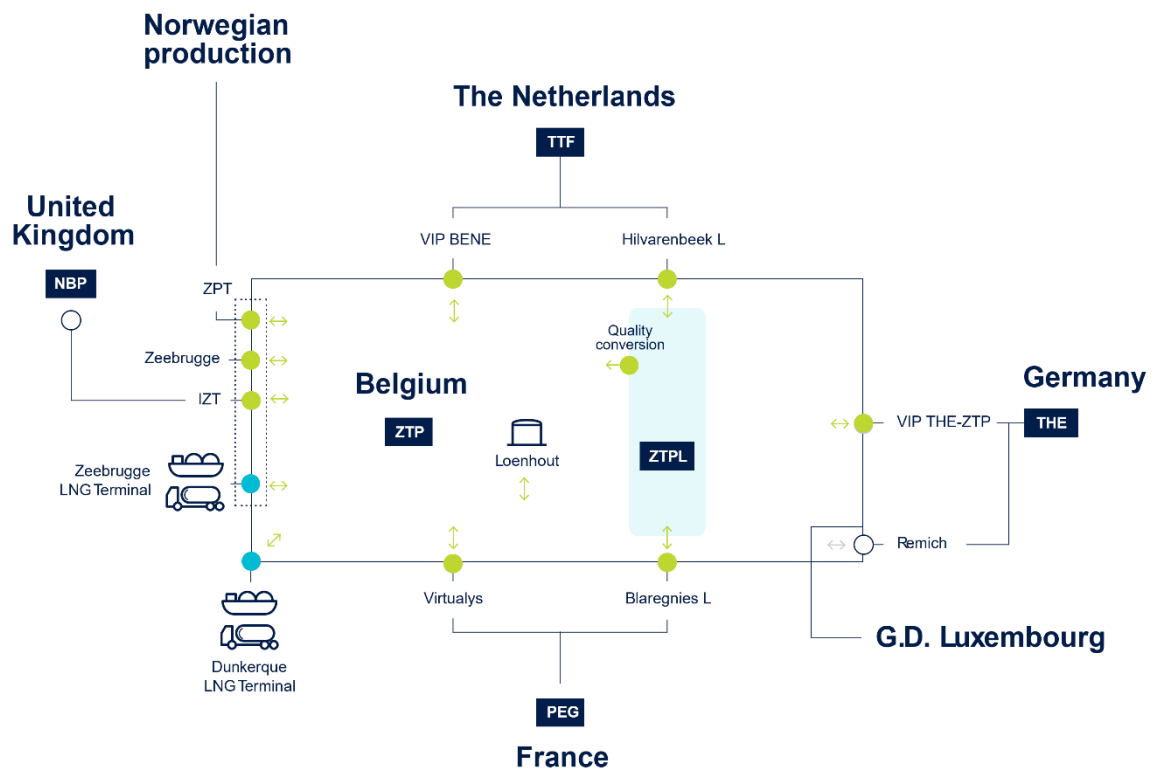 Norwegian
production
The Netherlands
TTF
United
Kingdom
NBP
VIP BENE
Hilvarenbeek L
ZPT
Quality
conversion
Zeebrugge
Belgium
Germany
IZT
ZTP
VIP THE-ZTP
THE
Loenhout
ZTPL
Zeebrugge
LNG Terminal
Remich
Virtualys
Blaregnies L
G.D. Luxembourg
Dunkerque
LNG Terminal
PEG
France